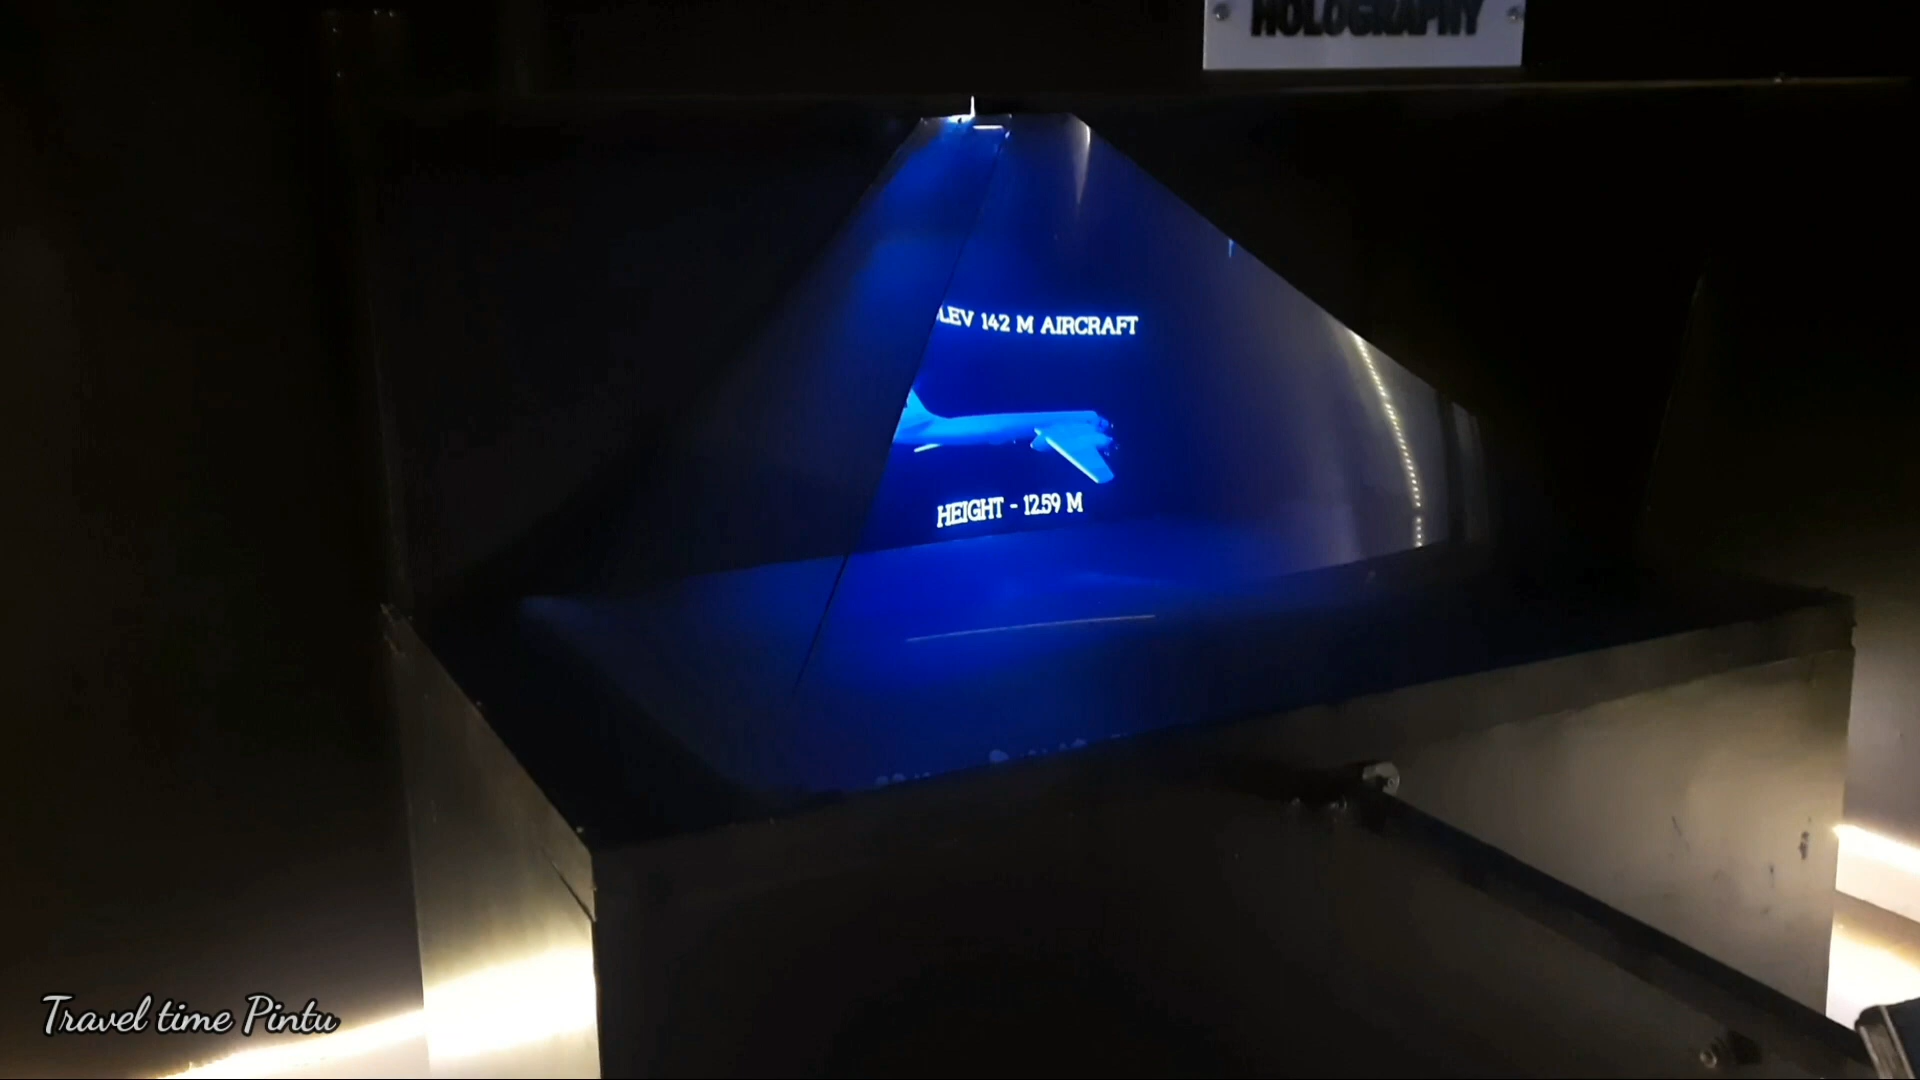 HOLOGRAPHY
LEV 142 M AIRCRAFT
HEIGHT - 12.59 M
Travel time Pintu